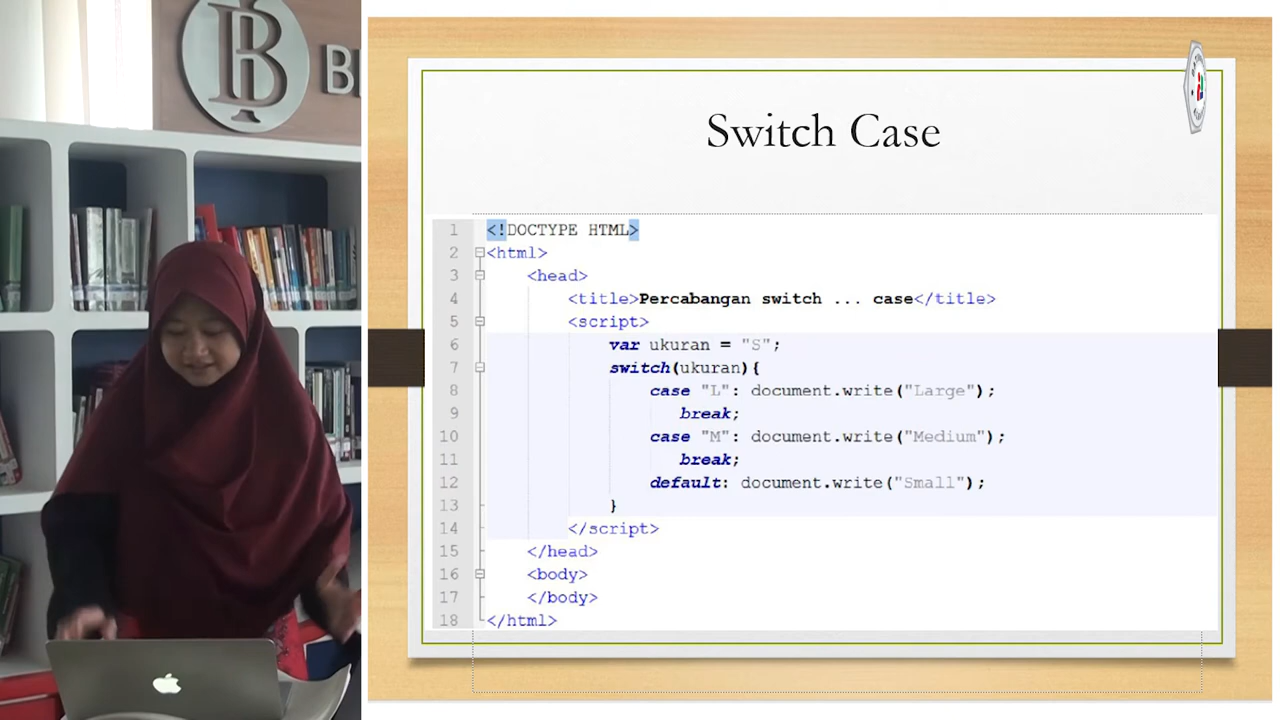 BI
Switch Case
1 <!DOCTYPE HTML>
2 <html>
3 <head>
4 <title>Percabangan switch ... case</title>
5 <script>
6 var ukuran = "S";
7 switch(ukuran){
8 case "L": document.write("Large");
9 break;
10 case "M": document.write("Medium");
11 break;
12 default: document.write("Small");
13 }
14 </script>
15 </head>
16 <body>
17 </body>
18 </html>